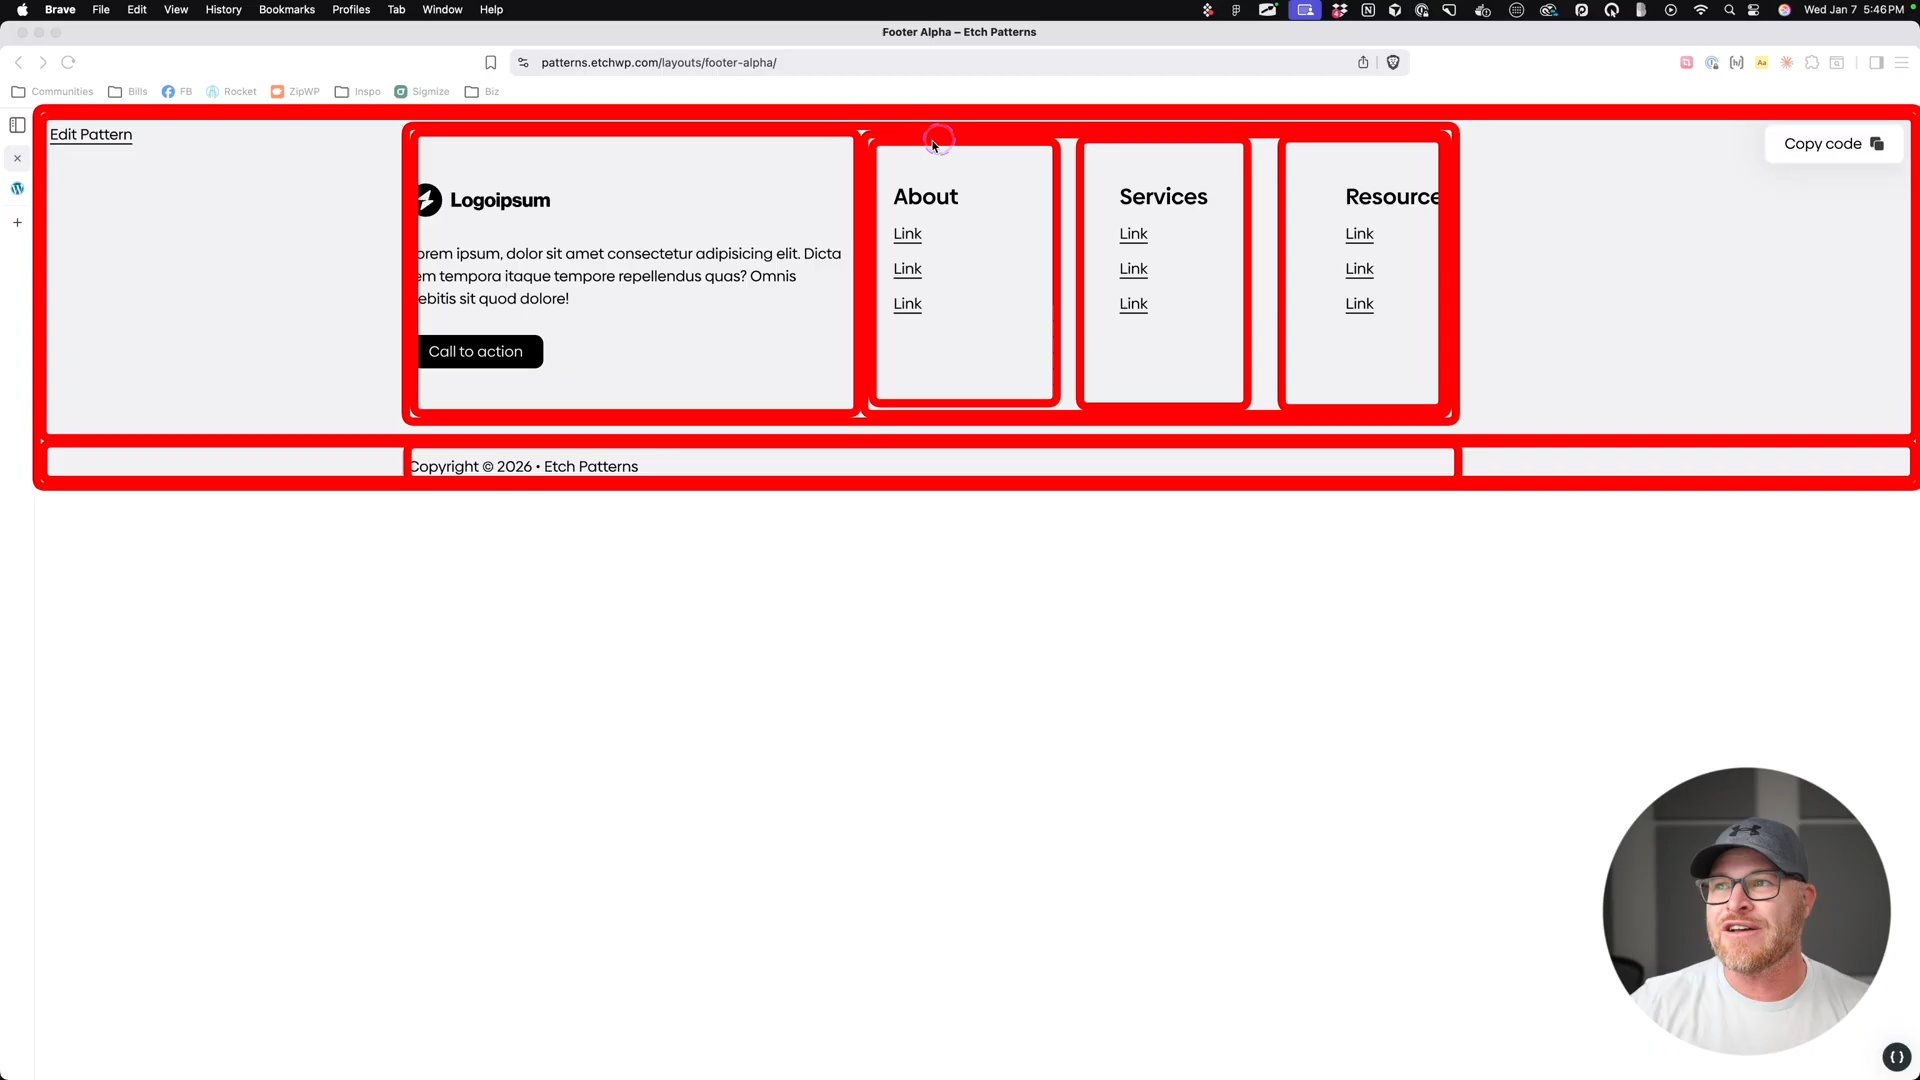 Brave File Edit View History Bookmarks Profiles Tab Window Help Wed Jan 7 5:46 PM
Footer Alpha – Etch Patterns
patterns.etchwp.com/layouts/footer-alpha/
Communities Bills FB Rocket ZipWP Inspo Sigmize Biz
Edit Pattern
Copy code
Logoipsum
orem ipsum, dolor sit amet consectetur adipisicing elit. Dicta
em tempora itaque tempore repellendus quas? Omnis
ebitis sit quod dolore!
Call to action
About
Link
Link
Link
Services
Link
Link
Link
Resource
Link
Link
Link
Copyright © 2026 • Etch Patterns